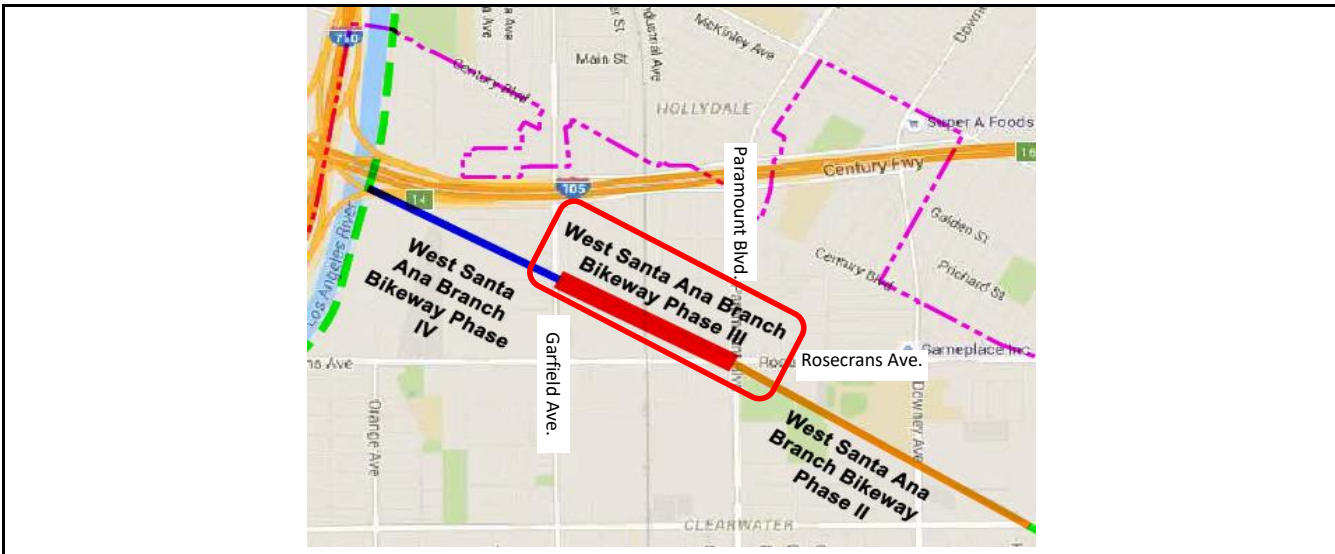 710
Century Blvd
Main St
McKinley Ave
HOLLYDALE
Super A Foods
Century Fwy
16
105
14
Paramount Blvd.
Golden St
Century Blvd
Prichard St
Los Angeles River
West Santa
Ana Branch
Bikeway Phase
IV
West Santa Ana Branch
Bikeway Phase III
Garfield Ave.
Gameplace Inc
Rosecrans Ave.
Orange Ave
Downey Ave
West Santa Ana
Branch Bikeway
Phase II
CLEARWATER